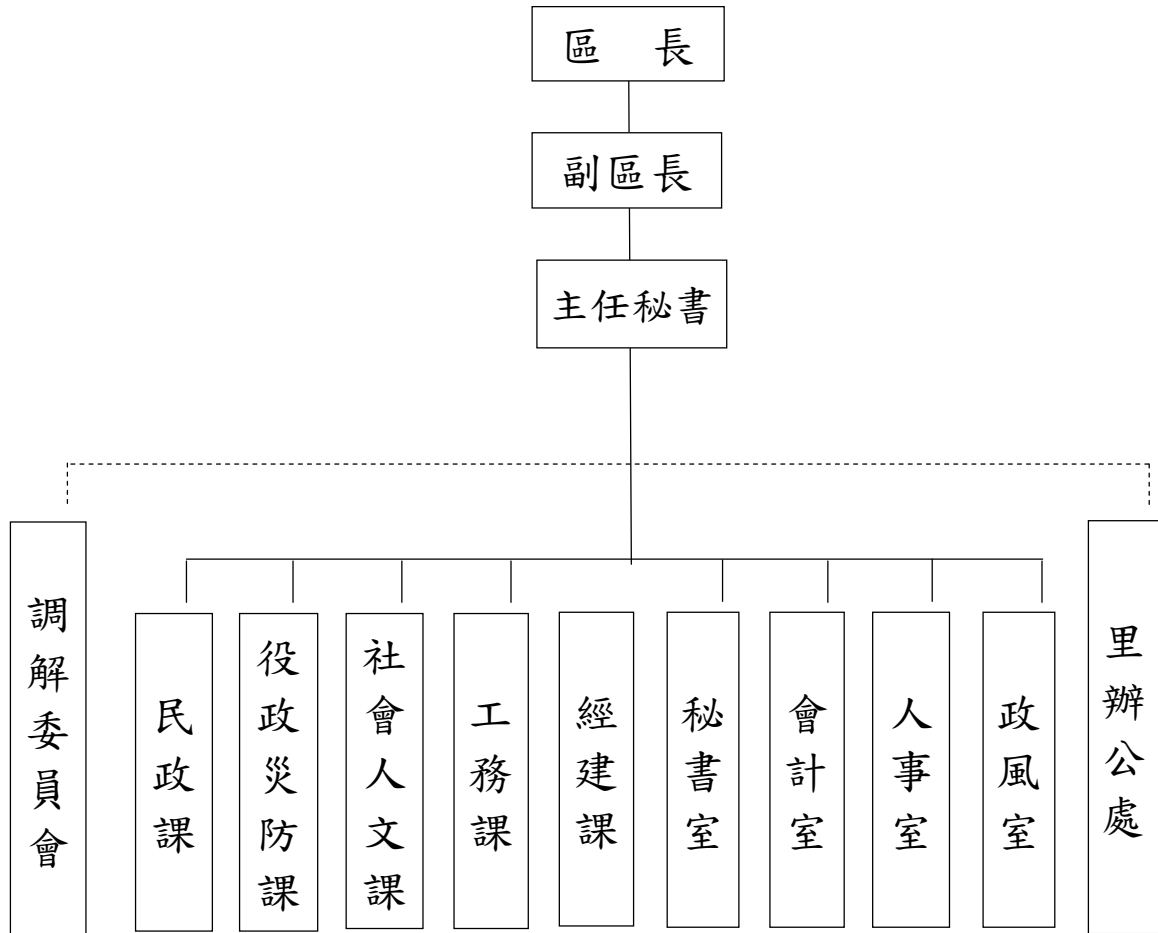 區　長
副區長
主任秘書
調解委員會
民政課
役政災防課
社會人文課
工務課
經建課
秘書室
會計室
人事室
政風室
里辦公處